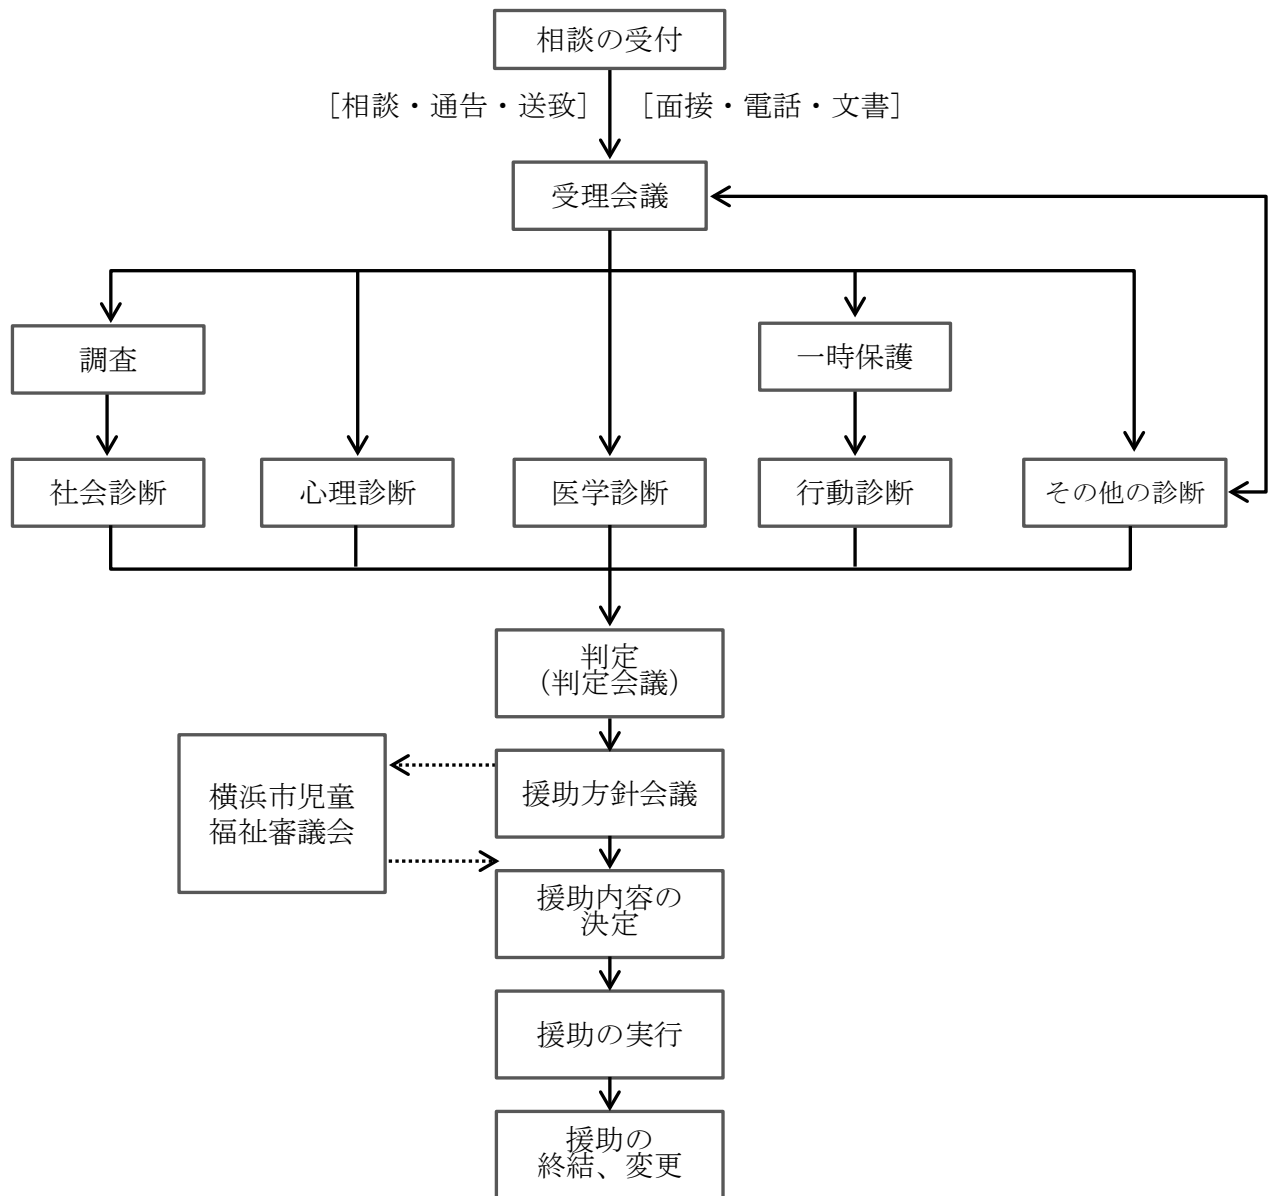 相談の受付
［相談・通告・送致］
［面接・電話・文書］
受理会議
調査
一時保護
社会診断
心理診断
医学診断
行動診断
その他の診断
判定
（判定会議）
横浜市児童
福祉審議会
援助方針会議
援助内容の
決定
援助の実行
援助の
終結、変更